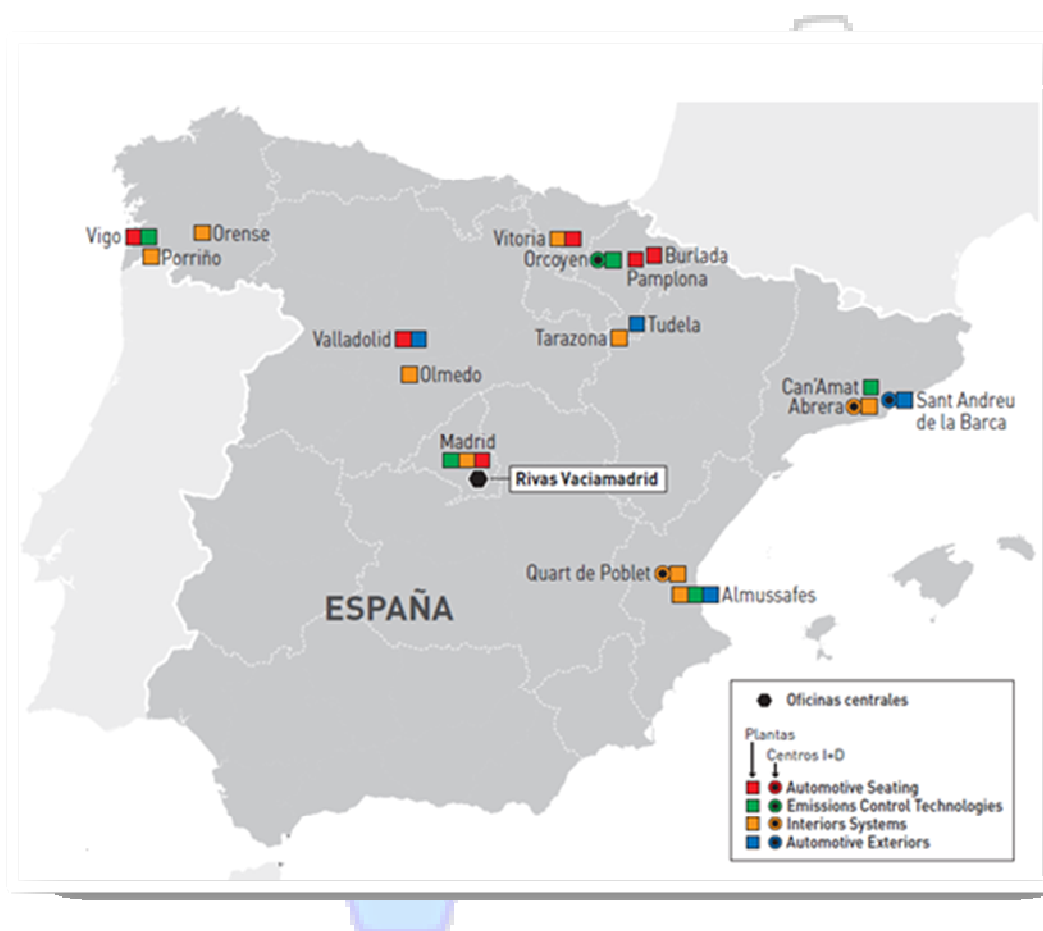 Vigo
Orense
Porriño
Vitoria
Orcoyen
Burlada
Pamplona
Tudela
Tarazona
Valladolid
Olmedo
Can'Amat
Abrera
Sant Andreu
de la Barca
Madrid
Rivas Vaciamadrid
Quart de Poblet
Almussafes
ESPAÑA
Oficinas centrales
Plantas
Centros I+D
Automotive Seating
Emissions Control Technologies
Interiors Systems
Automotive Exteriors